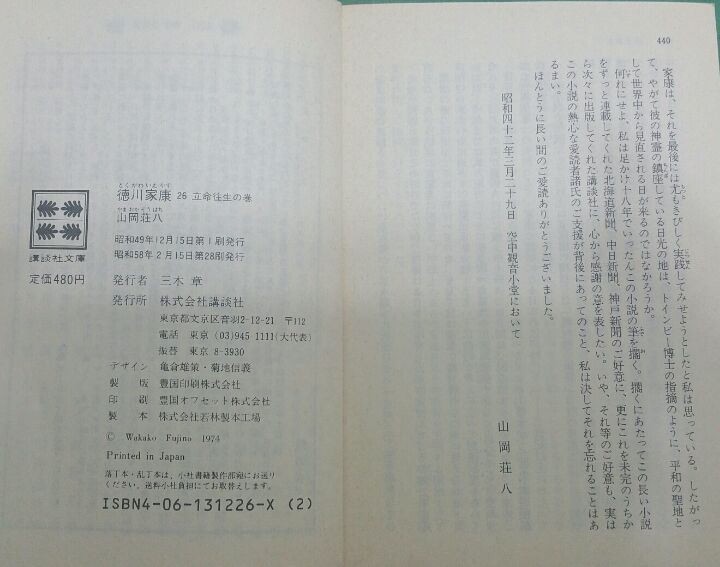 440
家康は、それを最後には尤もきびしく実践してみせようとしたと私は思っている。したがっ
て、やがて彼の神霊の鎮座している日光の地は、トインビー博士の指摘のように、平和の聖地と
して世界中から見直される日が来るのではなかろうか。
何れにせよ、私は足かけ十八年でいったんこの小説の筆を擱く。擱くにあたってこの長い小説
をずっと連載してくれた北海道新聞、中日新聞、神戸新聞のご好意に、更にこれを未完のうちか
ら次々に出版してくれた講談社に、心から感謝の意を表したい。いや、それ等のご好意も、実は
この小説の熱心な愛読者諸氏のご支援が背後にあってのこと、私は決してそれを忘れることはあ
るまい。
ほんとうに長い間のご愛読ありがとうございました。
昭和四十二年三月二十九日　空中観音小堂において
山岡荘八
とくがわいえやす
徳川家康 26 立命往生の巻
やまおかそうはち
山岡荘八
昭和49年12月15日第1刷発行
昭和58年2月15日第28刷発行
講談社文庫
定価480円
発行者 三木 章
発行所 株式会社講談社
東京都文京区音羽2-12-21 〒112
電話 東京 (03)945-1111(大代表)
振替 東京 8-3930
デザイン 亀倉雄策・菊地信義
製版 豊国印刷株式会社
印刷 豊国オフセット株式会社
製本 株式会社若林製本工場
© Wakako Fujino 1974
Printed in Japan
落丁本・乱丁本は、小社書籍製作部宛にお送り
ください。送料小社負担にてお取替えします。
ISBN4-06-131226-X (2)